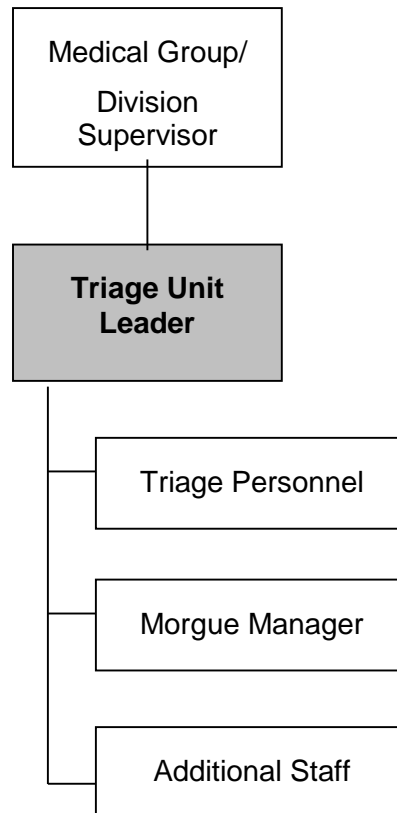 Medical Group/
Division
Supervisor
Triage Unit
Leader
Triage Personnel
Morgue Manager
Additional Staff